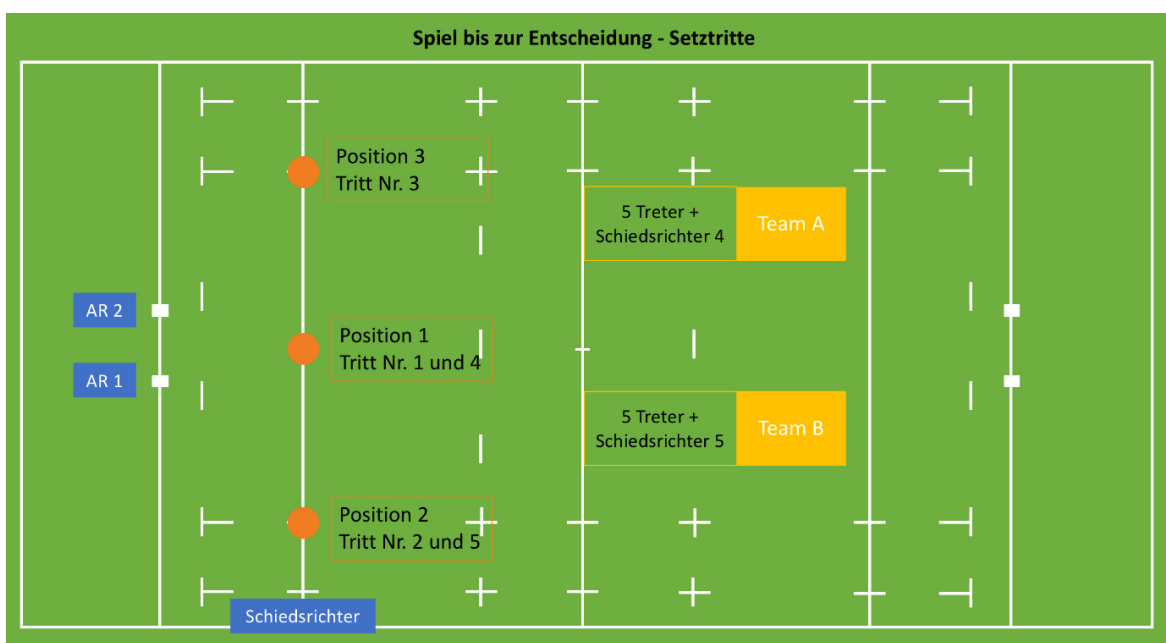 Spiel bis zur Entscheidung - Setztritte
Position 3
Tritt Nr. 3
5 Treter +
Schiedsrichter 4
Team A
AR 2
Position 1
Tritt Nr. 1 und 4
AR 1
5 Treter +
Schiedsrichter 5
Team B
Position 2
Tritt Nr. 2 und 5
Schiedsrichter